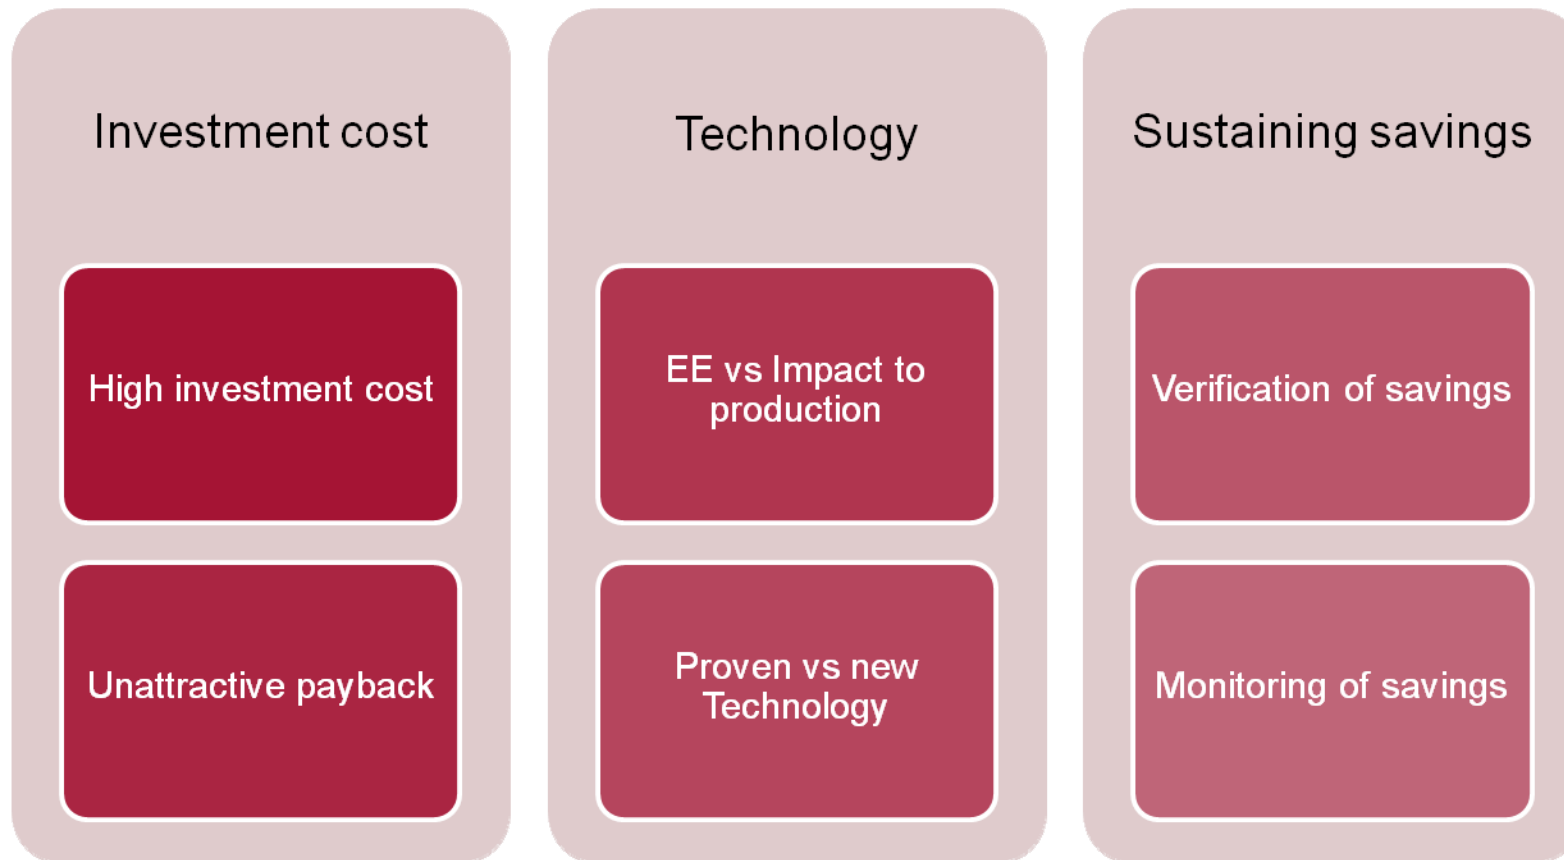 Investment cost
High investment cost
Unattractive payback
Technology
EE vs Impact to
production
Proven vs new
Technology
Sustaining savings
Verification of savings
Monitoring of savings